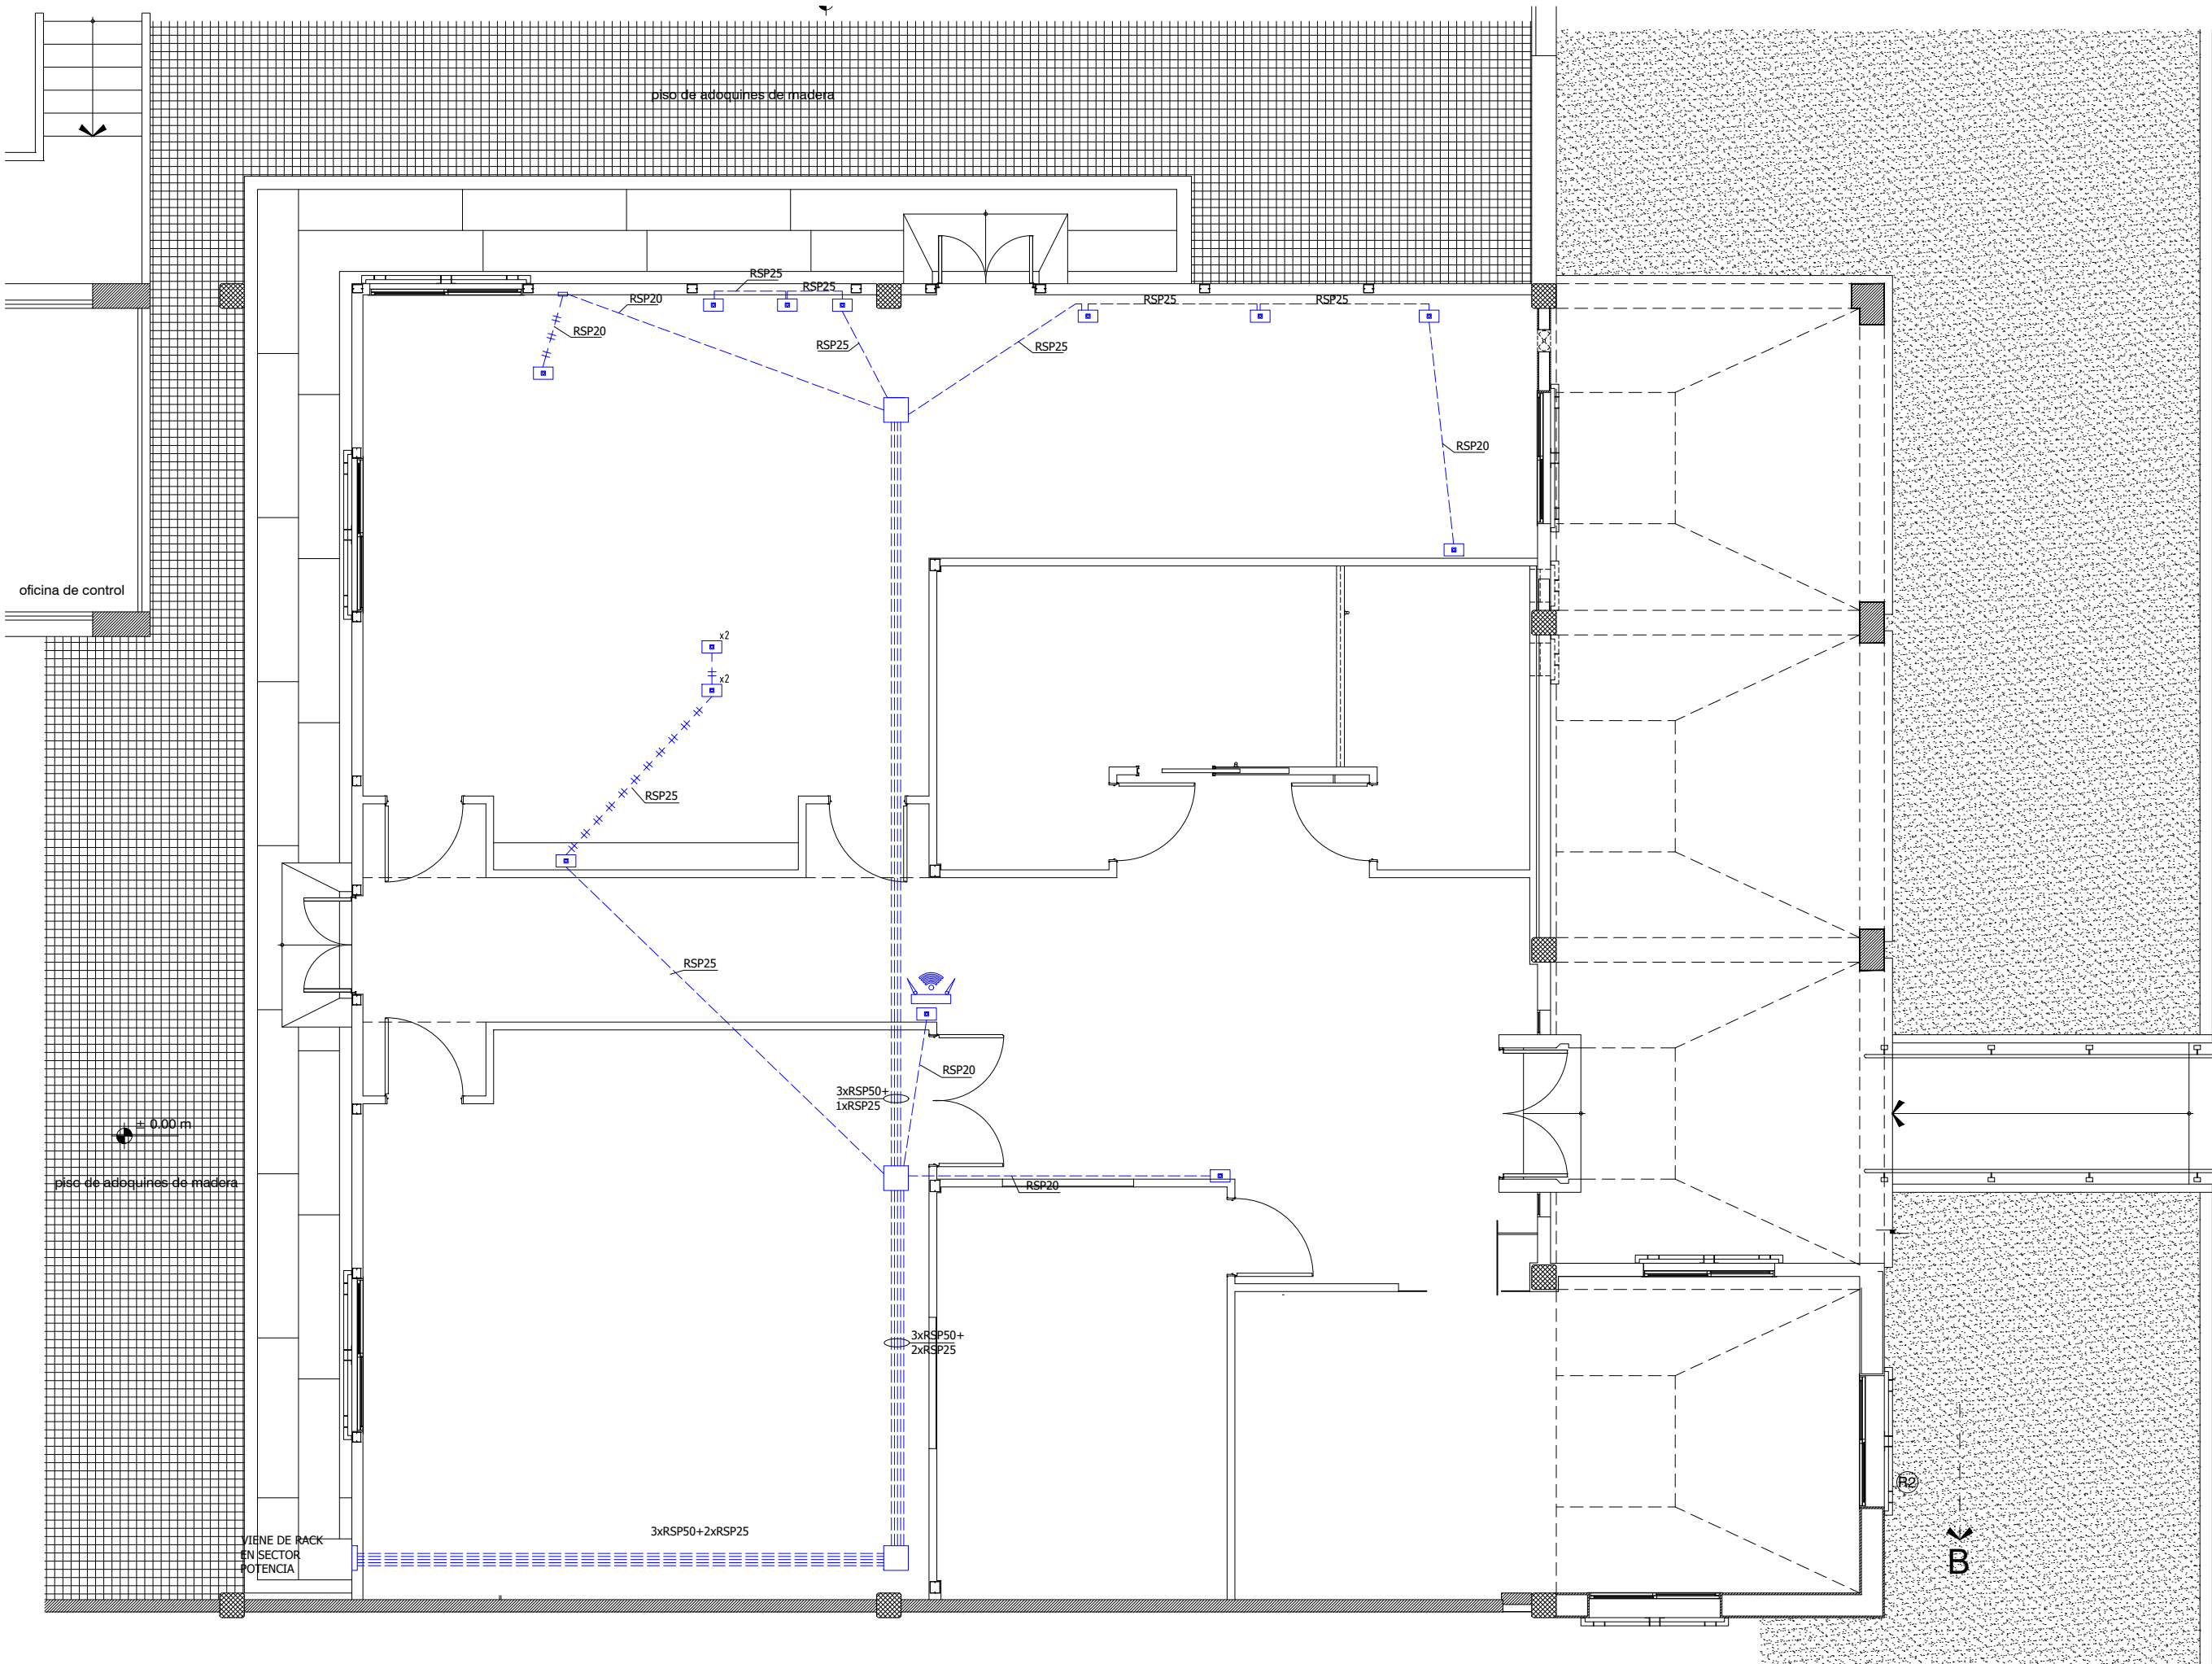 piso de adoquines de madera
RSP25
RSP25
RSP20
RSP20
RSP25
RSP25
RSP25
RSP25
RSP20
oficina de control
x2
x2
RSP25
RSP25
RSP20
3xRSP50+
1xRSP25
± 0.00 m
piso de adoquines de madera
RSP20
3xRSP50+
2xRSP25
R2
3xRSP50+2xRSP25
VIENE DE RACK
EN SECTOR
POTENCIA
B